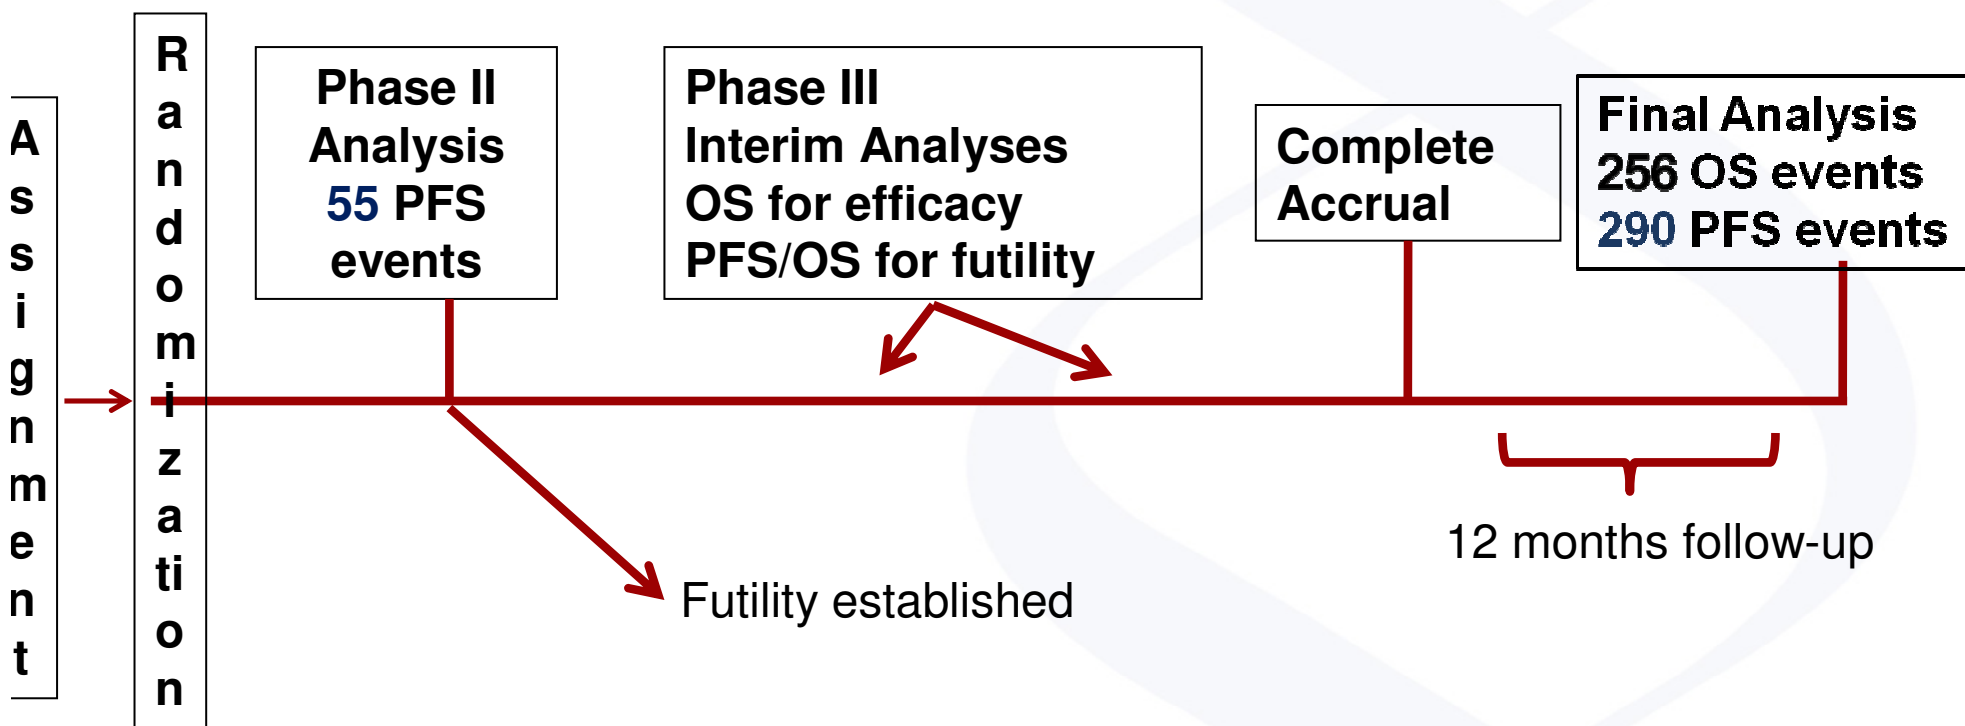 Assignment
Randomization
Phase II
Analysis
55 PFS
events
Phase III
Interim Analyses
OS for efficacy
PFS/OS for futility
Complete
Accrual
Final Analysis
256 OS events
290 PFS events
12 months follow-up
Futility established